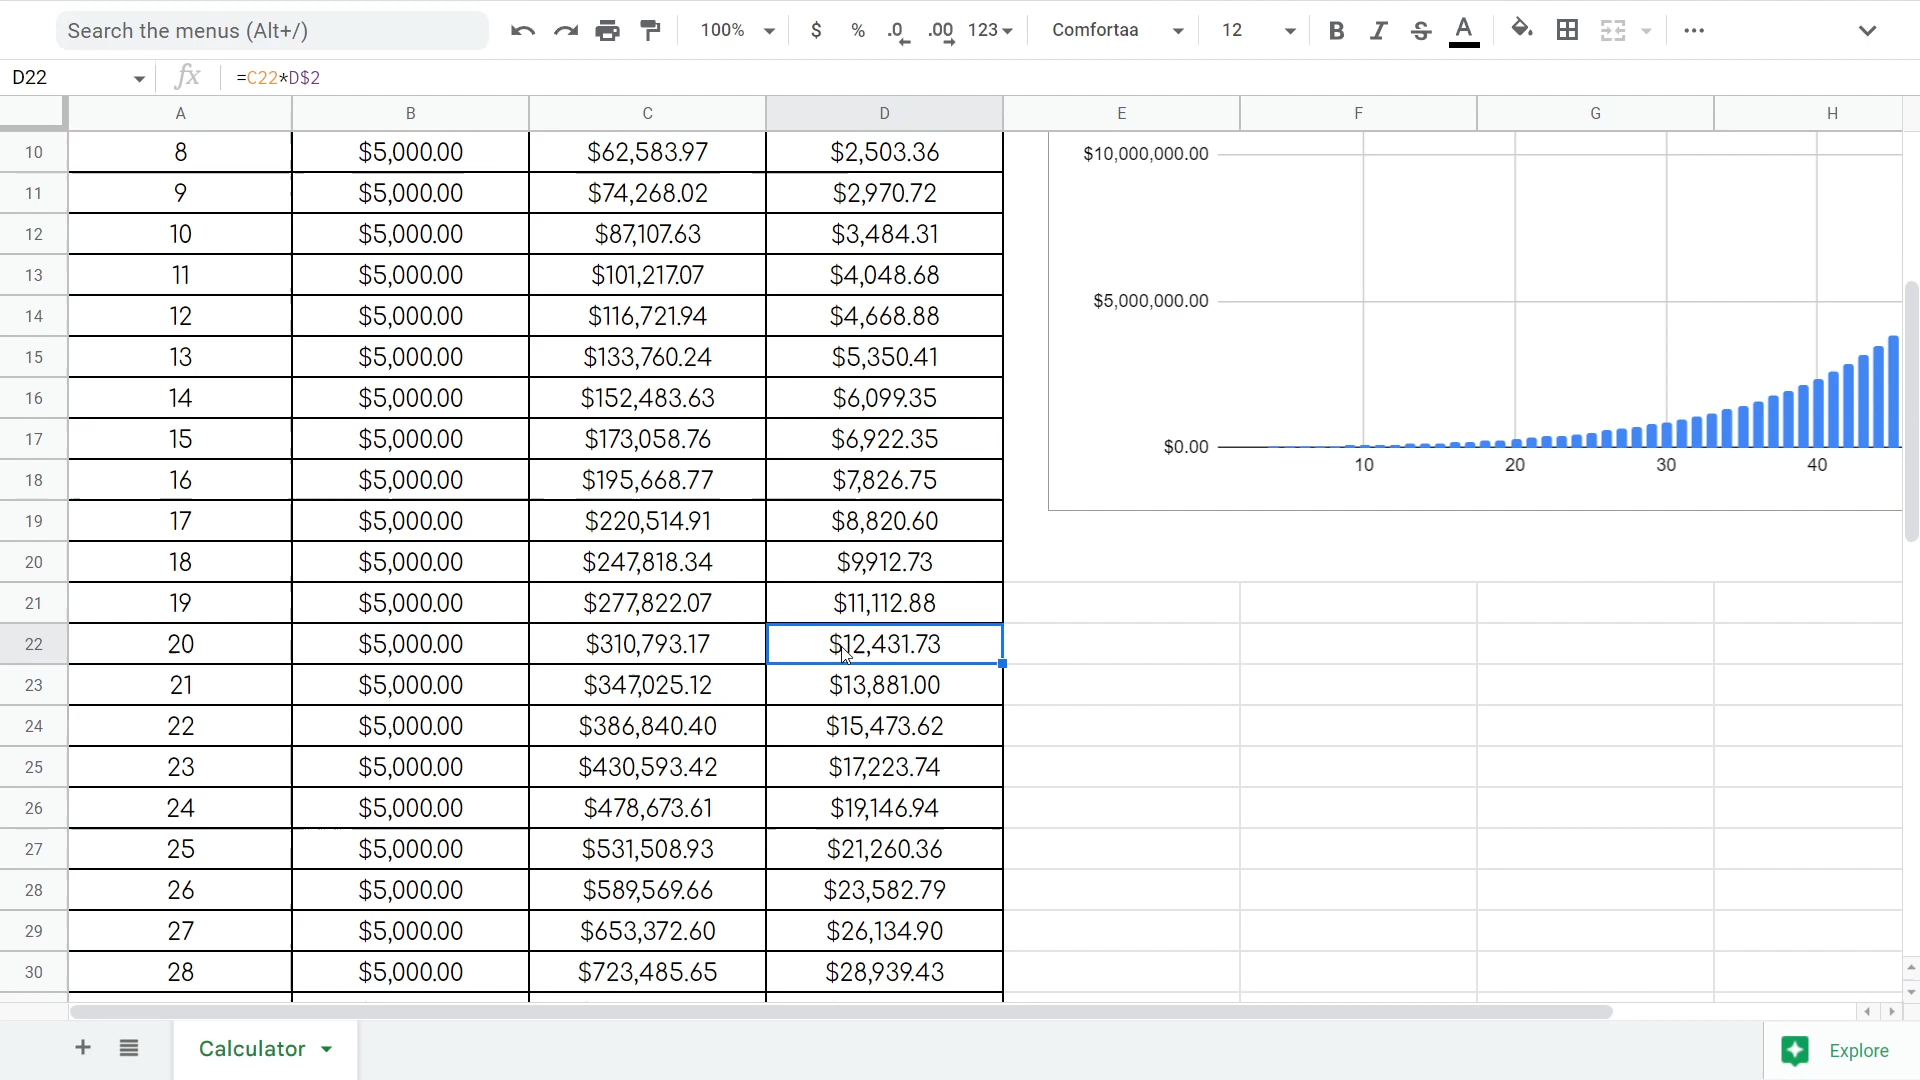 Search the menus (Alt+/) 100% $ % .0 .00 123 Comfortaa 12 B I S A
D22 fx =C22*D$2
A B C D E F G H
10 8 $5,000.00 $62,583.97 $2,503.36
11 9 $5,000.00 $74,268.02 $2,970.72
12 10 $5,000.00 $87,107.63 $3,484.31
13 11 $5,000.00 $101,217.07 $4,048.68
14 12 $5,000.00 $116,721.94 $4,668.88
15 13 $5,000.00 $133,760.24 $5,350.41
16 14 $5,000.00 $152,483.63 $6,099.35
17 15 $5,000.00 $173,058.76 $6,922.35
18 16 $5,000.00 $195,668.77 $7,826.75
19 17 $5,000.00 $220,514.91 $8,820.60
20 18 $5,000.00 $247,818.34 $9,912.73
21 19 $5,000.00 $277,822.07 $11,112.88
22 20 $5,000.00 $310,793.17 $12,431.73
23 21 $5,000.00 $347,025.12 $13,881.00
24 22 $5,000.00 $386,840.40 $15,473.62
25 23 $5,000.00 $430,593.42 $17,223.74
26 24 $5,000.00 $478,673.61 $19,146.94
27 25 $5,000.00 $531,508.93 $21,260.36
28 26 $5,000.00 $589,569.66 $23,582.79
29 27 $5,000.00 $653,372.60 $26,134.90
30 28 $5,000.00 $723,485.65 $28,939.43
$10,000,000.00
$5,000,000.00
$0.00
10 20 30 40
Calculator
Explore